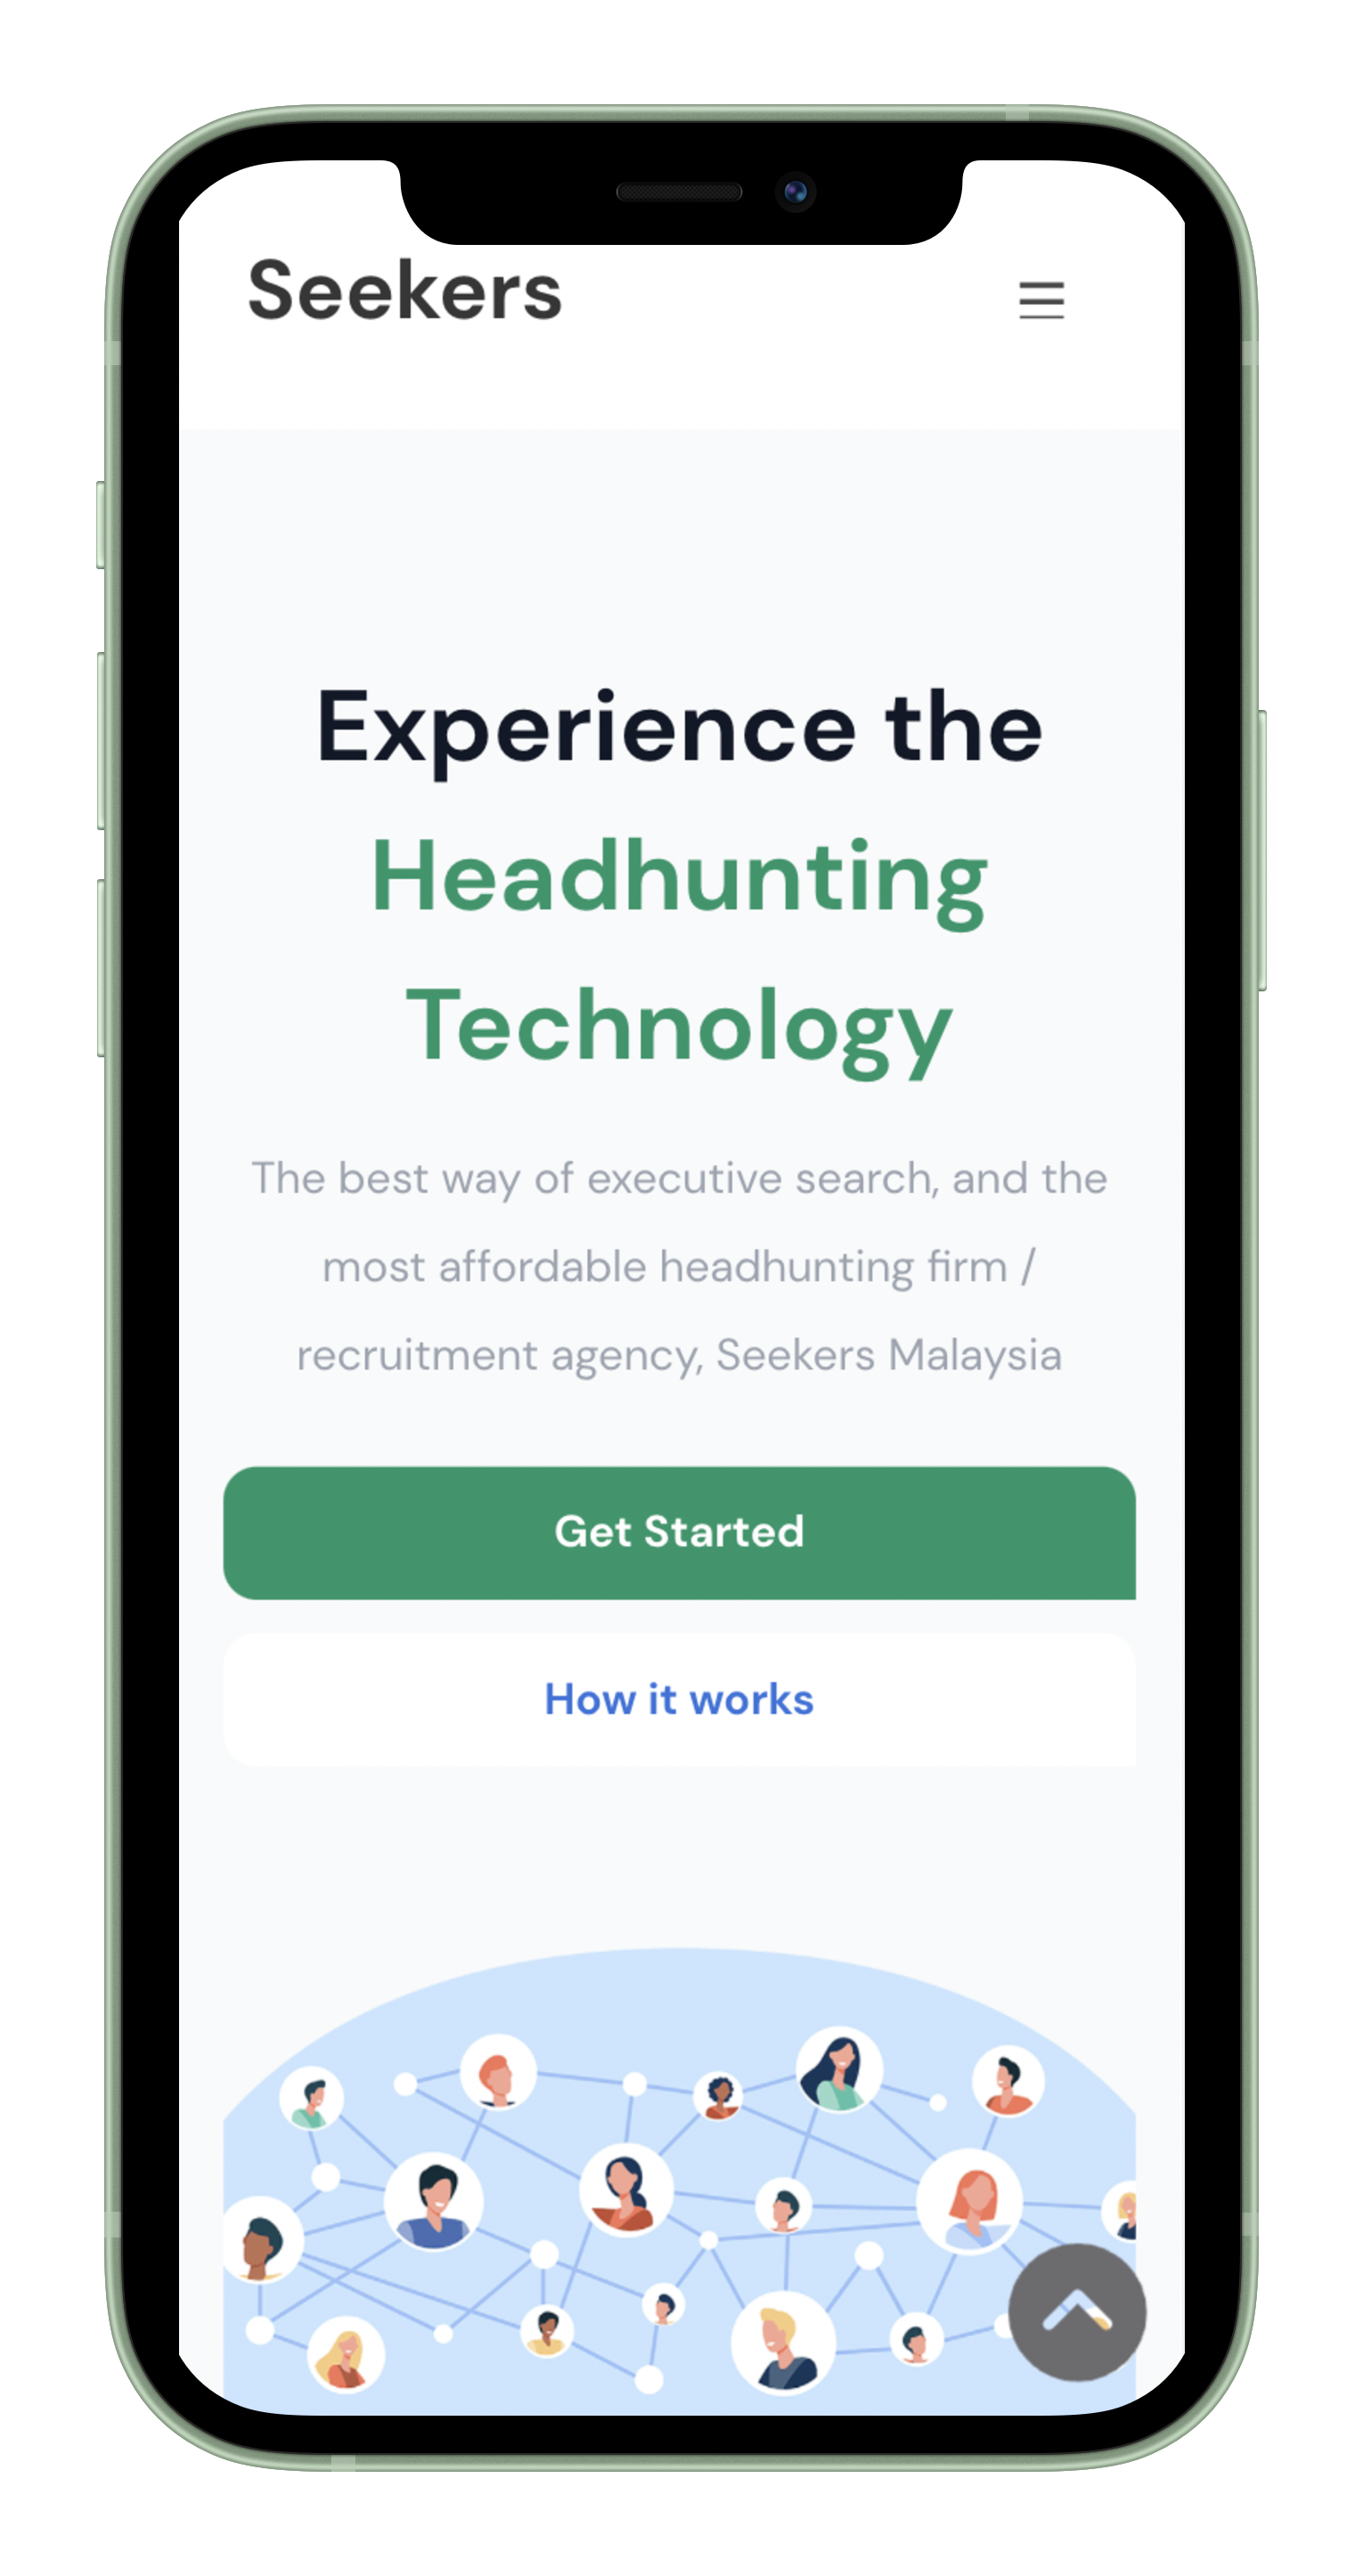 Seekers
Experience the
Headhunting
Technology
The best way of executive search, and the
most affordable headhunting firm /
recruitment agency, Seekers Malaysia
Get Started
How it works